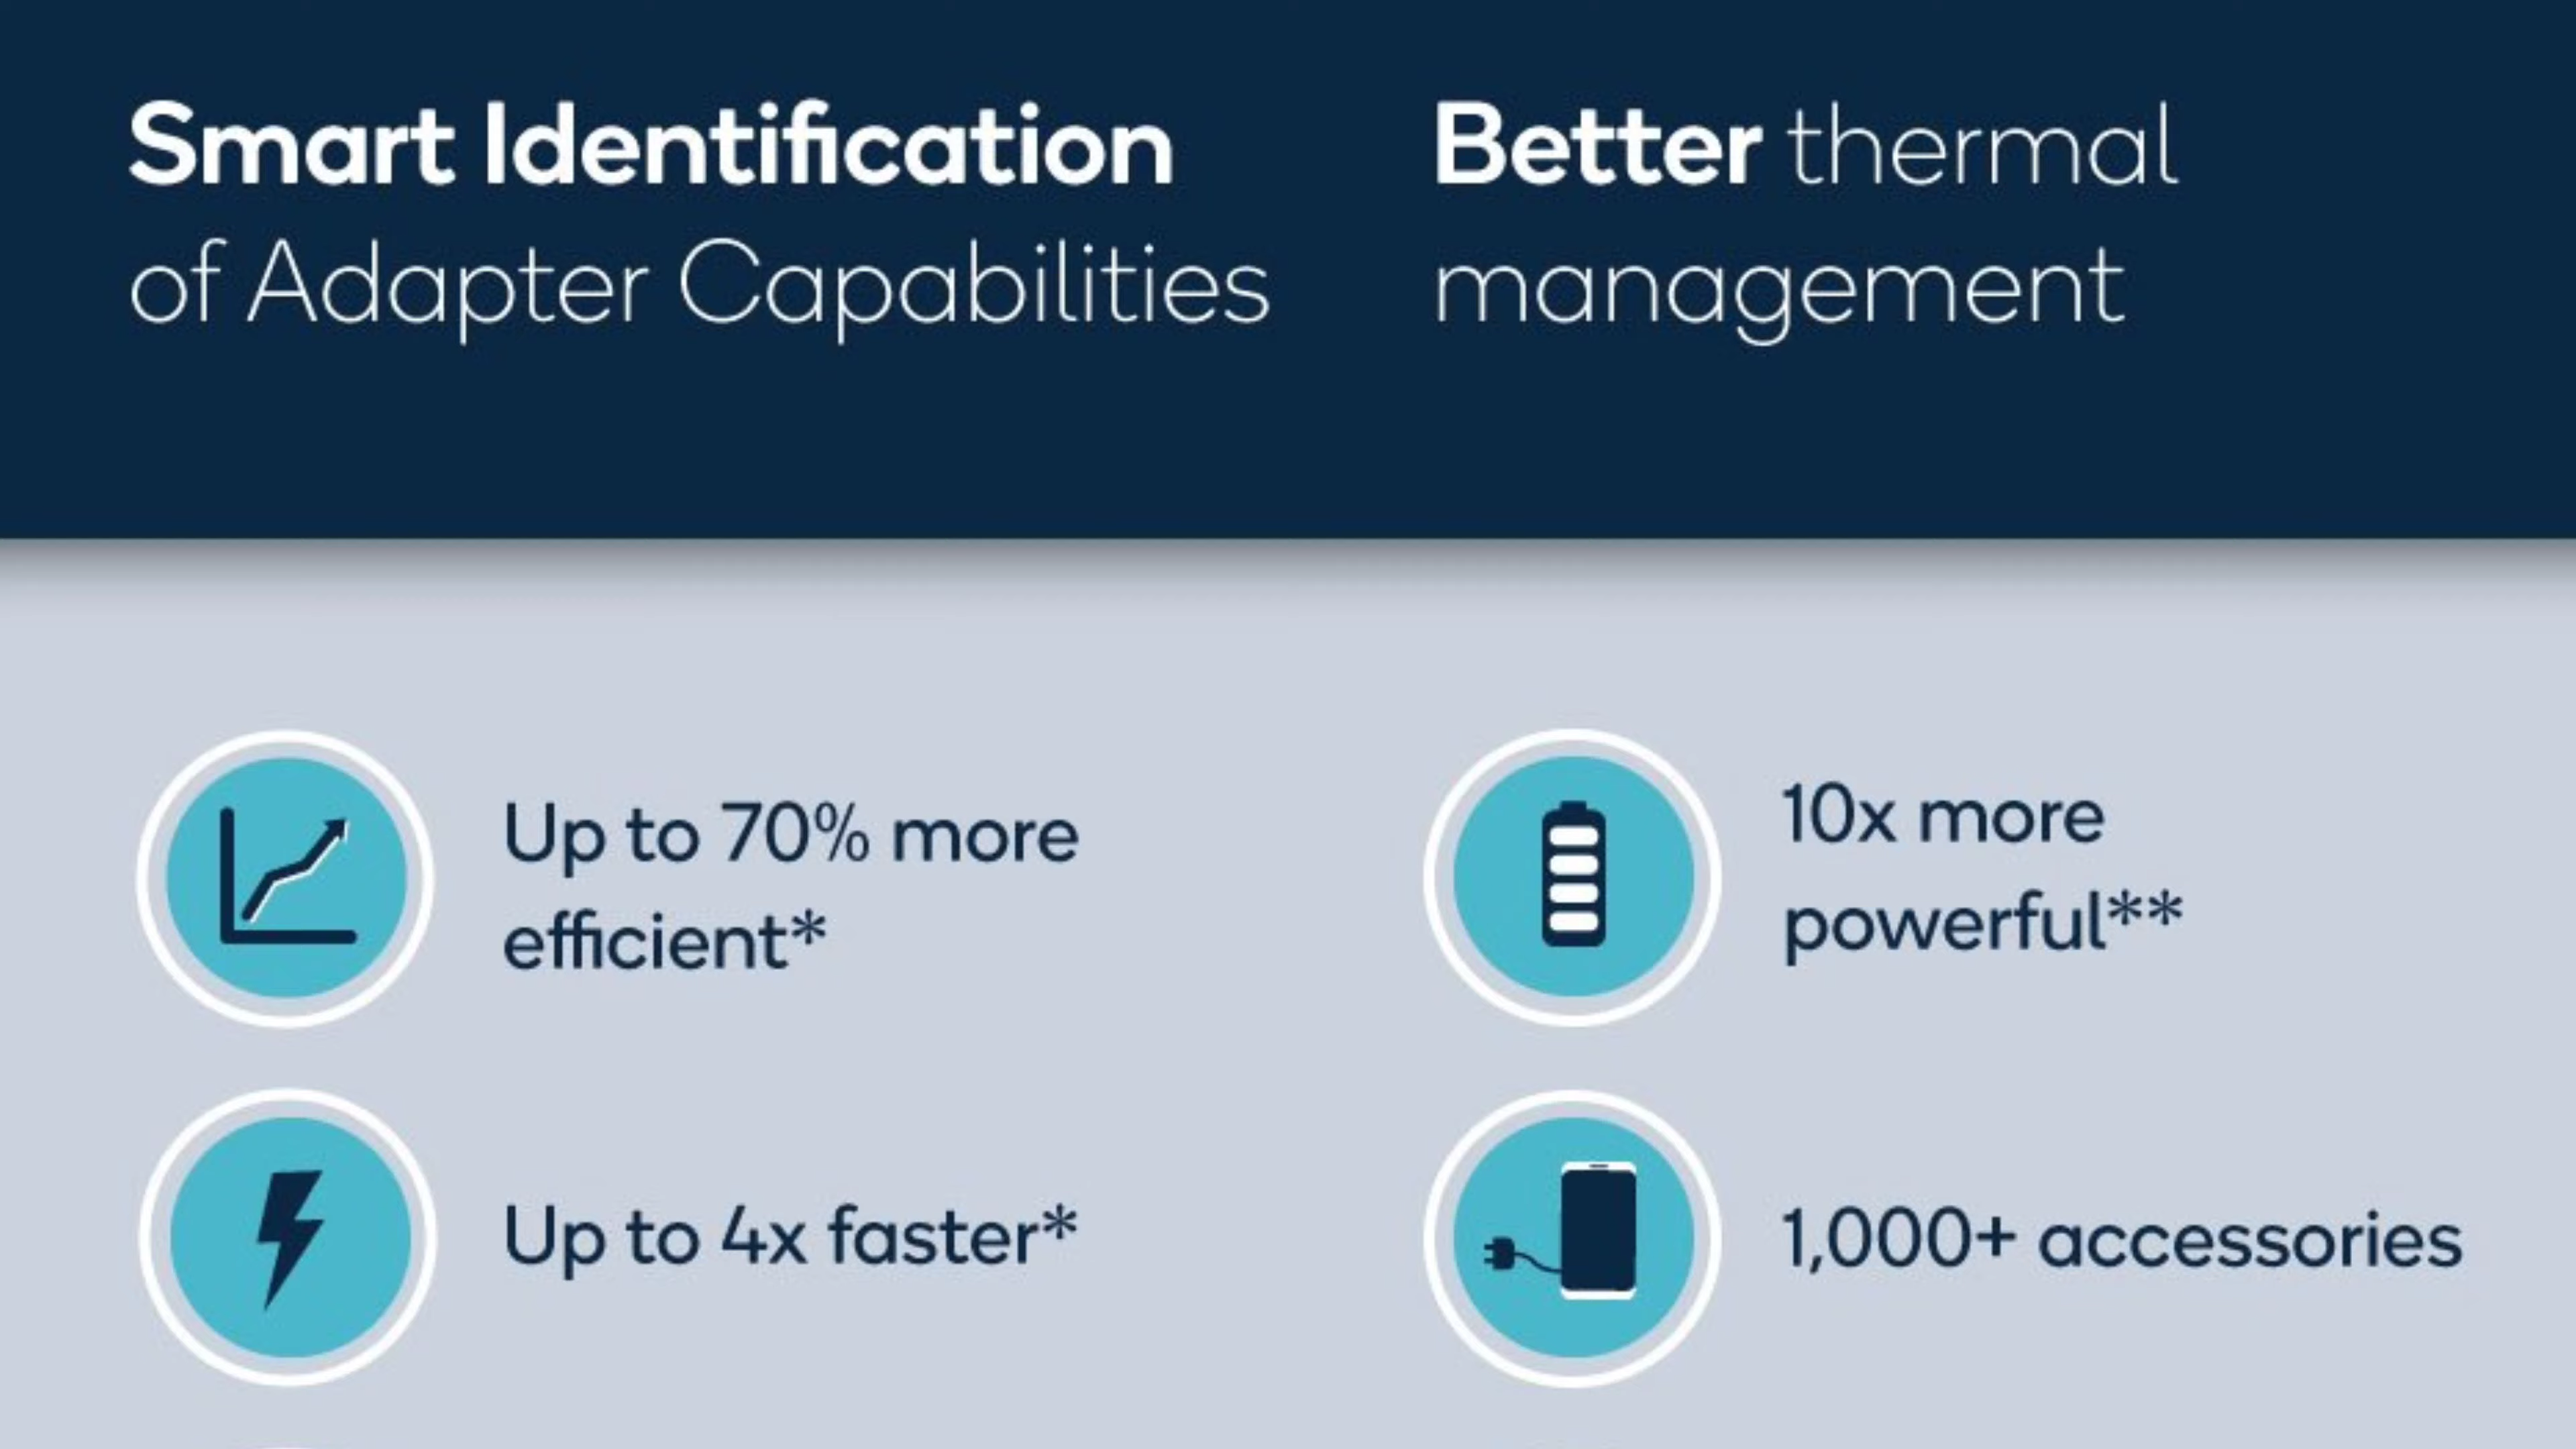 Smart Identification
of Adapter Capabilities
Better thermal
management
Up to 70% more
efficient*
10x more
powerful**
Up to 4x faster*
1,000+ accessories